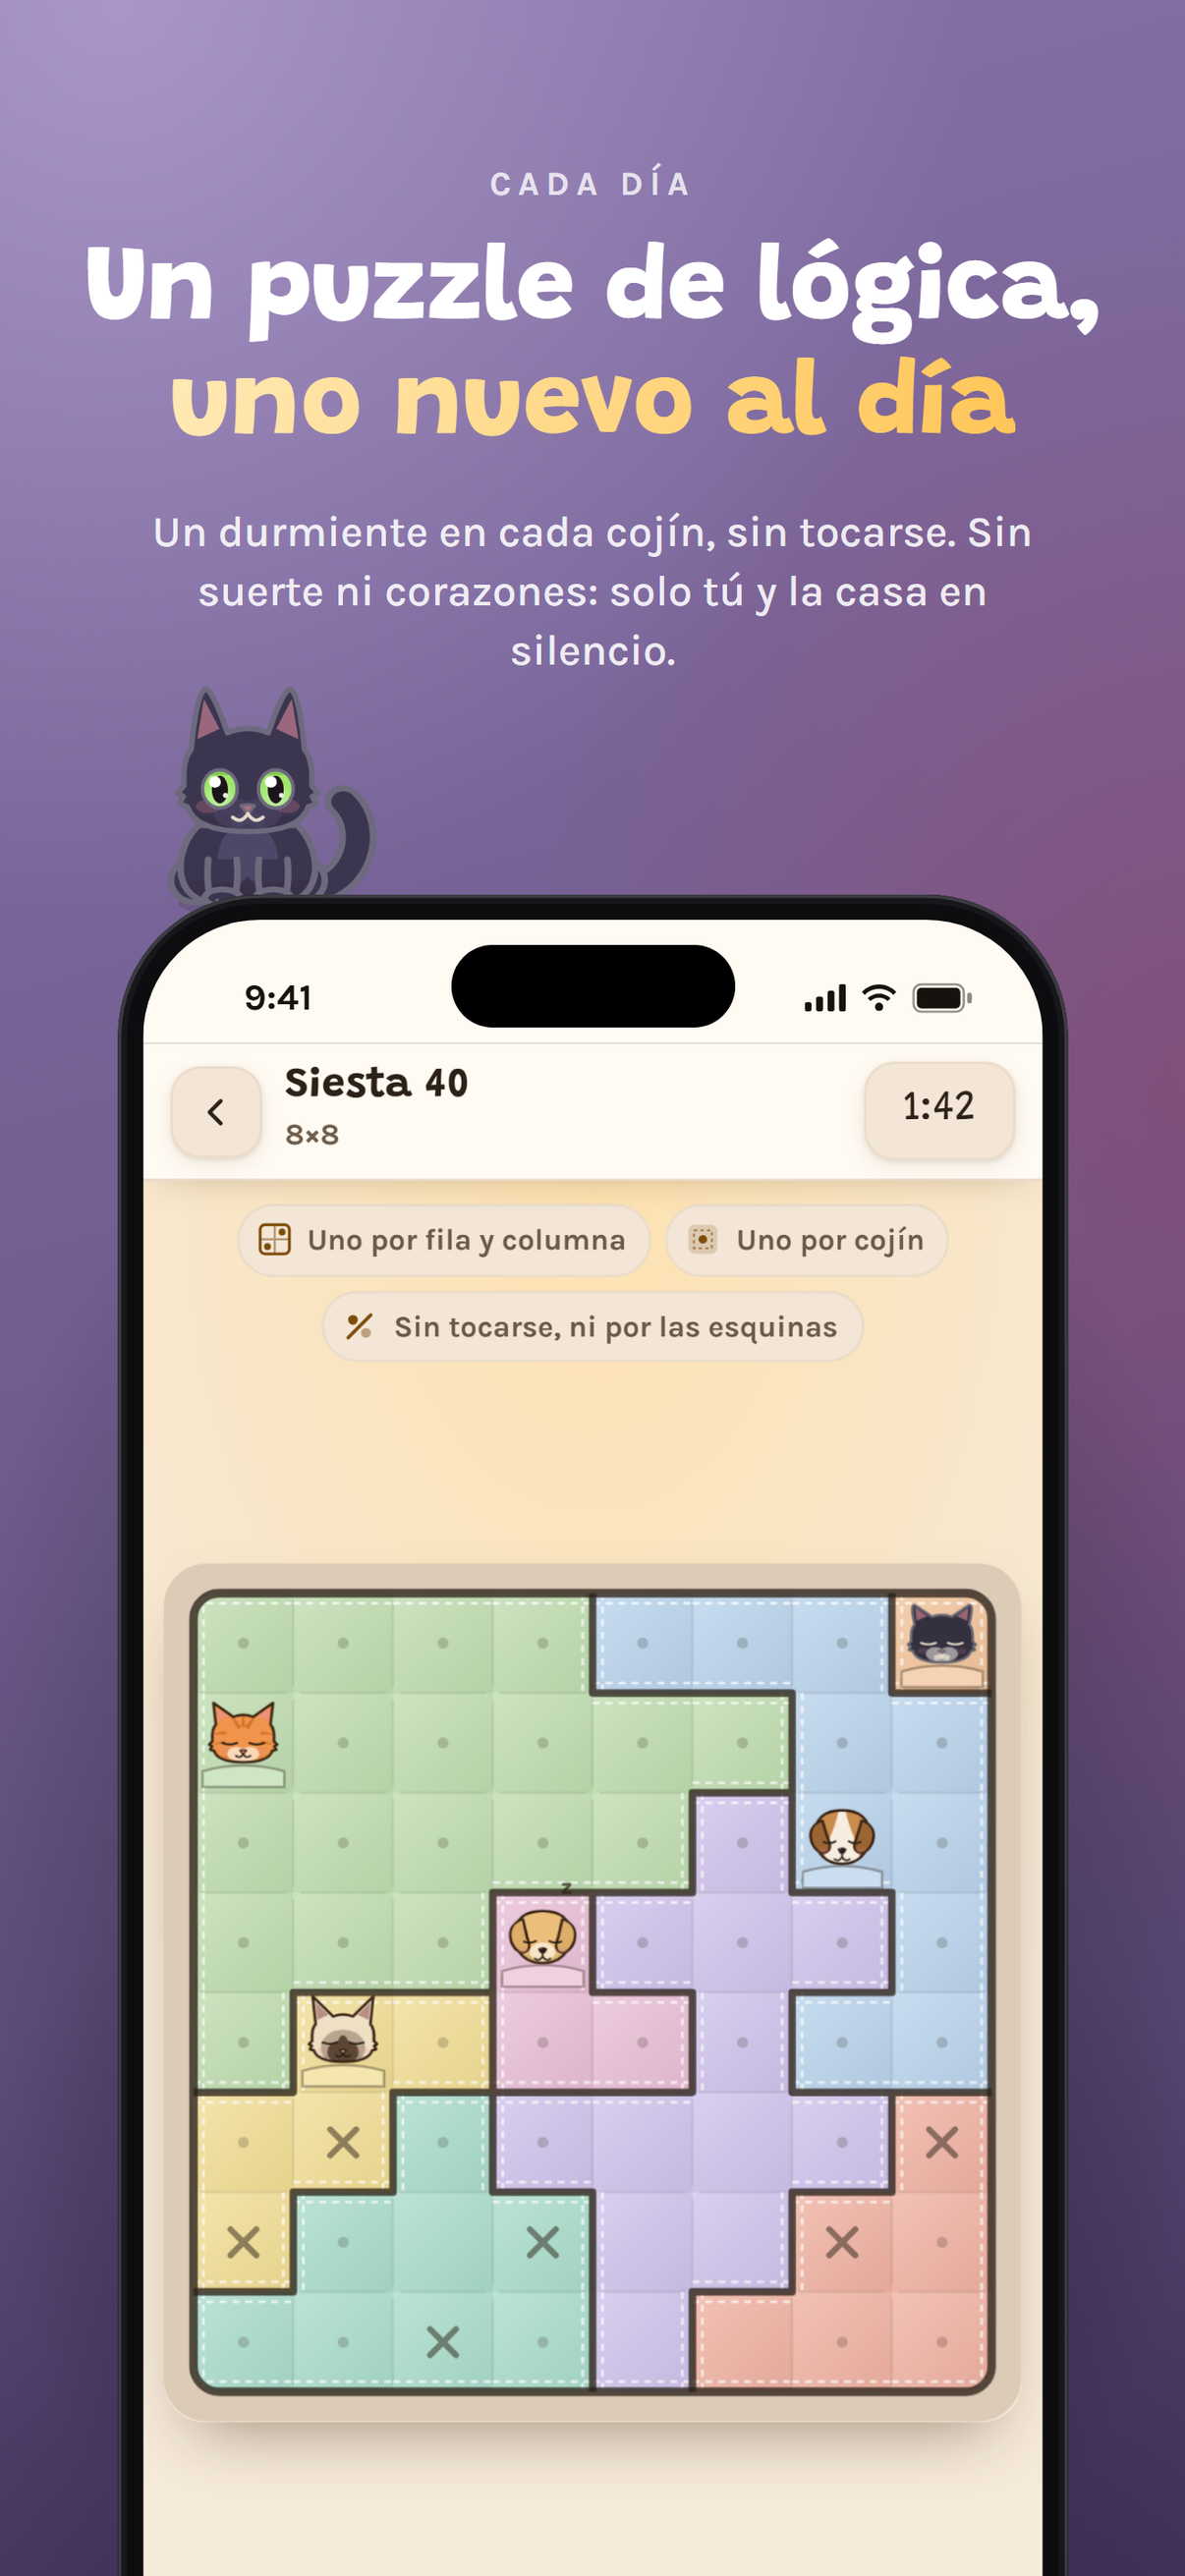 CADA DÍA
Un puzzle de lógica,
uno nuevo al día
Un durmiente en cada cojín, sin tocarse. Sin
suerte ni corazones: solo tú y la casa en
silencio.
9:41
Siesta 40
8×8
1:42
Uno por fila y columna
Uno por cojín
Sin tocarse, ni por las esquinas
z